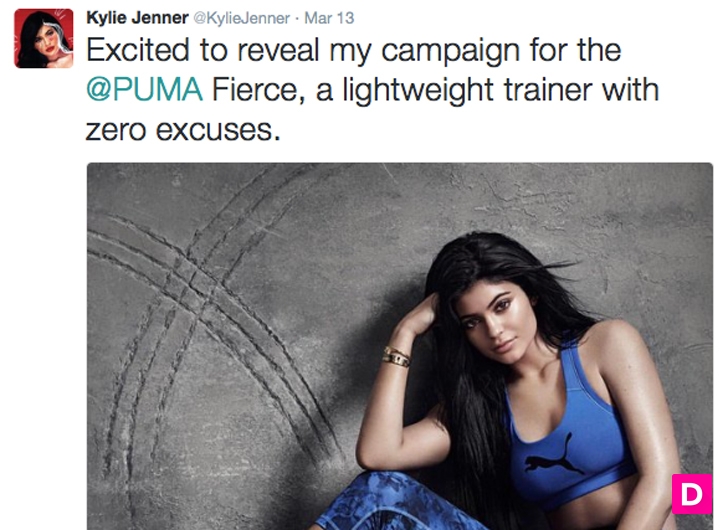 Kylie Jenner @KylieJenner · Mar 13
Excited to reveal my campaign for the
@PUMA Fierce, a lightweight trainer with
zero excuses.
D